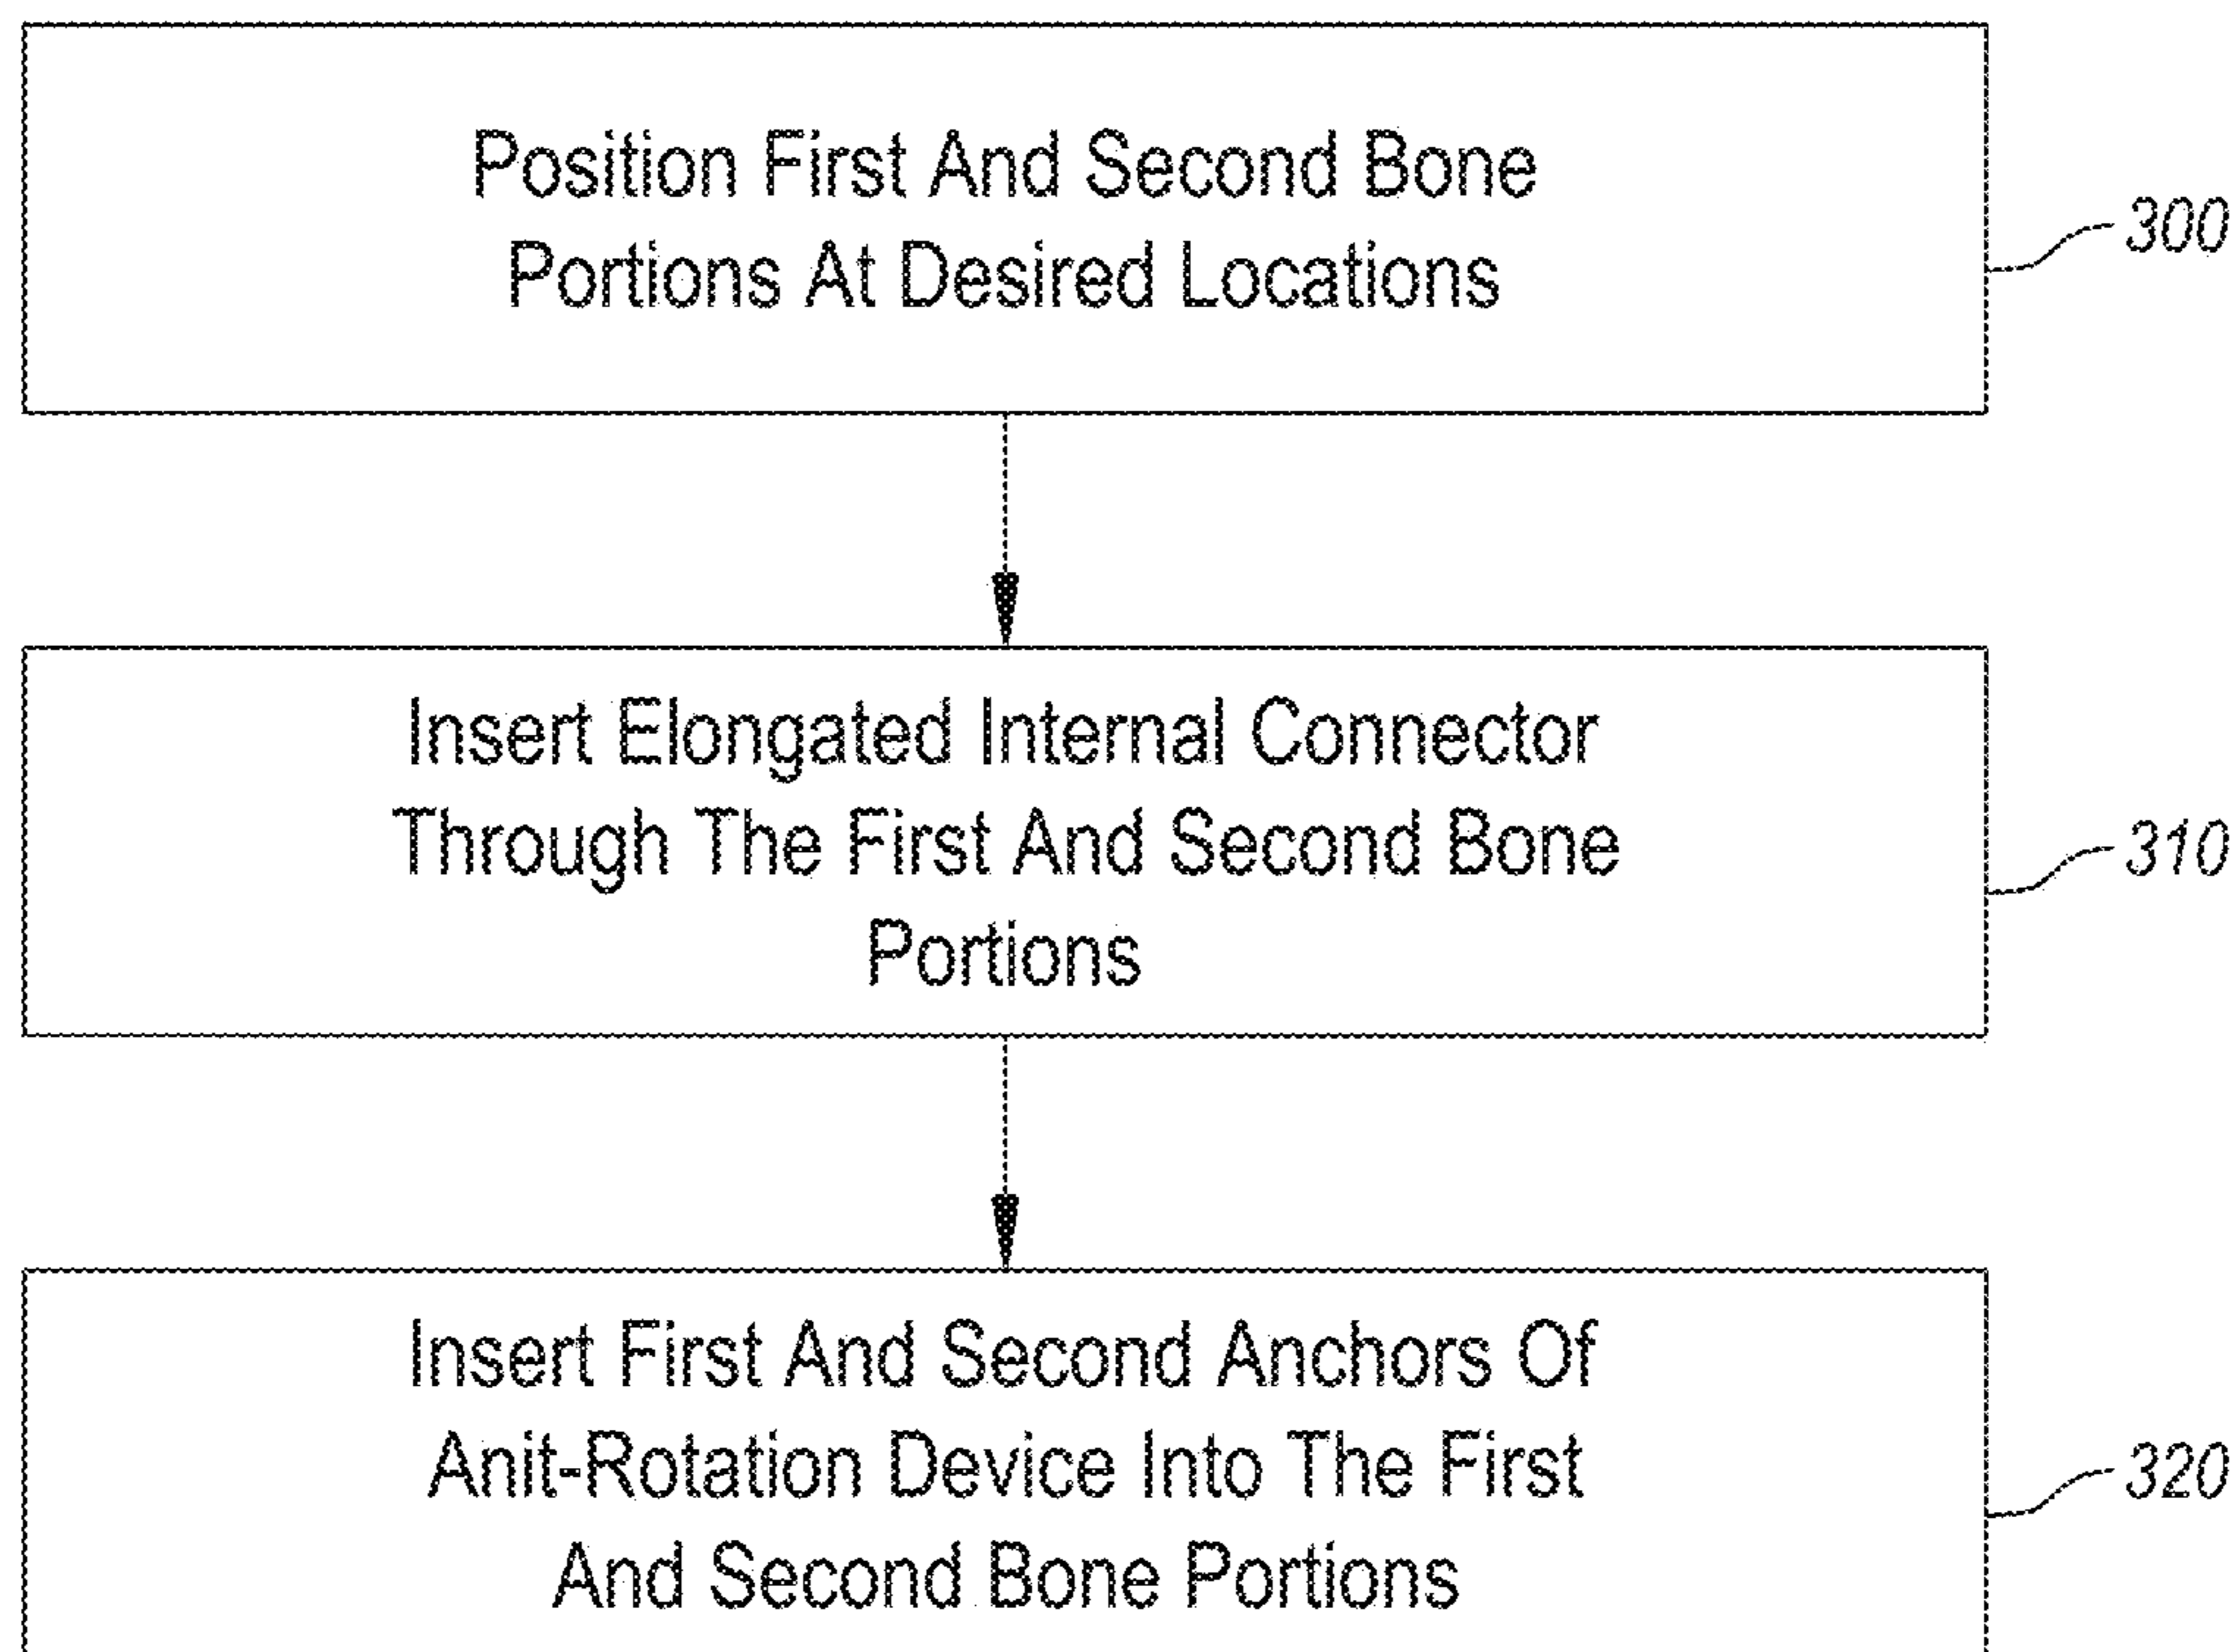 Position First And Second Bone
Portions At Desired Locations
300
Insert Elongated Internal Connector
Through The First And Second Bone
Portions
310
Insert First And Second Anchors Of
Anit-Rotation Device Into The First
And Second Bone Portions
320